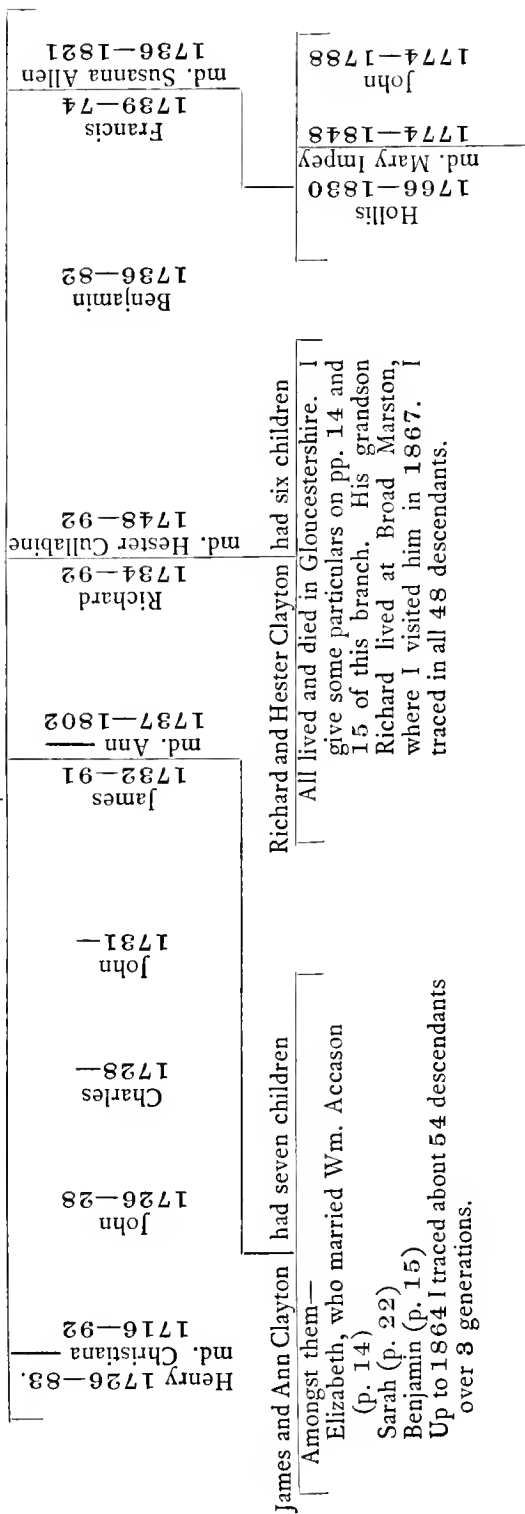 Henry 1726—83.
md. Christiana ——
1716—92
John
1726—28
Charles
1728—
John
1731—
James
1732—91
md. Ann ——
1737—1802
Richard
1734—92
md. Hester Cullabine
1748—92
Benjamin
1736—82
Francis
1739—74
md. Susanna Allen
1736—1821
James and Ann Clayton had seven children
Amongst them—
Elizabeth, who married Wm. Accason
(p. 14)
Sarah (p. 22)
Benjamin (p. 15)
Up to 1864 I traced about 54 descendants
over 3 generations.
Richard and Hester Clayton had six children
All lived and died in Gloucestershire. I
give some particulars on pp. 14 and
15 of this branch. His grandson
Richard lived at Broad Marston,
where I visited him in 1867. I
traced in all 48 descendants.
Hollis
1766—1830
md. Mary Impey
1774—1848
John
1774—1788